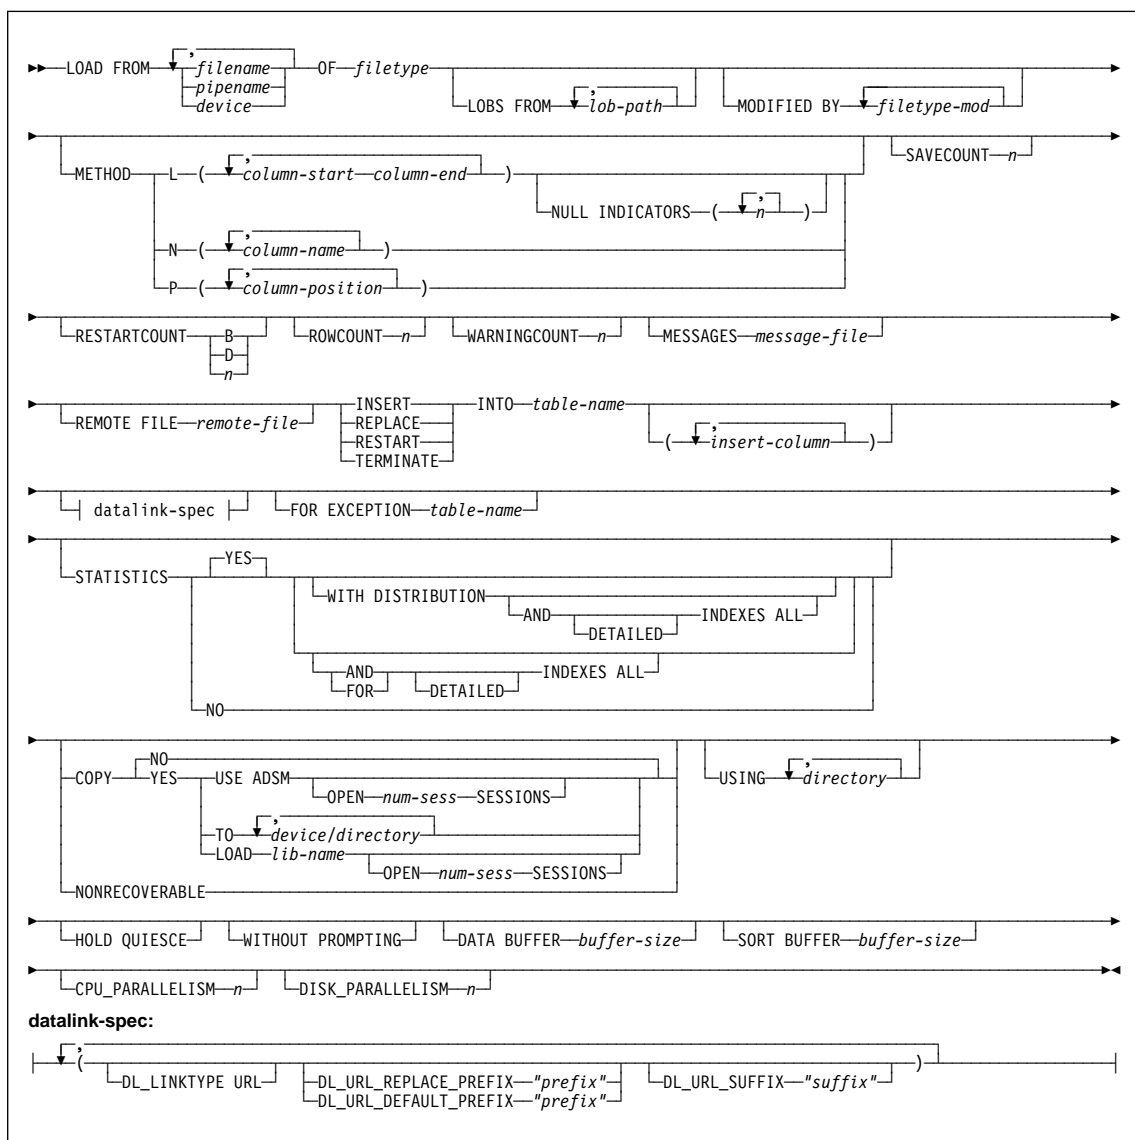 ,
LOAD FROM filename OF filetype
pipename LOBS FROM , lob-path MODIFIED BY filetype-mod
device
METHOD L ( , column-start column-end ) SAVECOUNT n
NULL INDICATORS ( , n )
N ( , column-name )
P ( , column-position )
RESTARTCOUNT B ROWCOUNT n WARNINGCOUNT n MESSAGES message-file
D
n
REMOTE FILE remote-file INSERT INTO table-name
REPLACE ( , insert-column )
RESTART
TERMINATE
datalink-spec FOR EXCEPTION table-name
YES
STATISTICS
WITH DISTRIBUTION
AND INDEXES ALL
DETAILED
AND INDEXES ALL
FOR DETAILED
NO
NO
COPY YES USE ADSM USING , directory
OPEN num-sess SESSIONS
,
TO device/directory
LOAD lib-name
OPEN num-sess SESSIONS
NONRECOVERABLE
HOLD QUIESCE WITHOUT PROMPTING DATA BUFFER buffer-size SORT BUFFER buffer-size
CPU_PARALLELISM n DISK_PARALLELISM n
datalink-spec:
,
( )
DL_LINKTYPE URL DL_URL_REPLACE_PREFIX "prefix" DL_URL_SUFFIX "suffix"
DL_URL_DEFAULT_PREFIX "prefix"